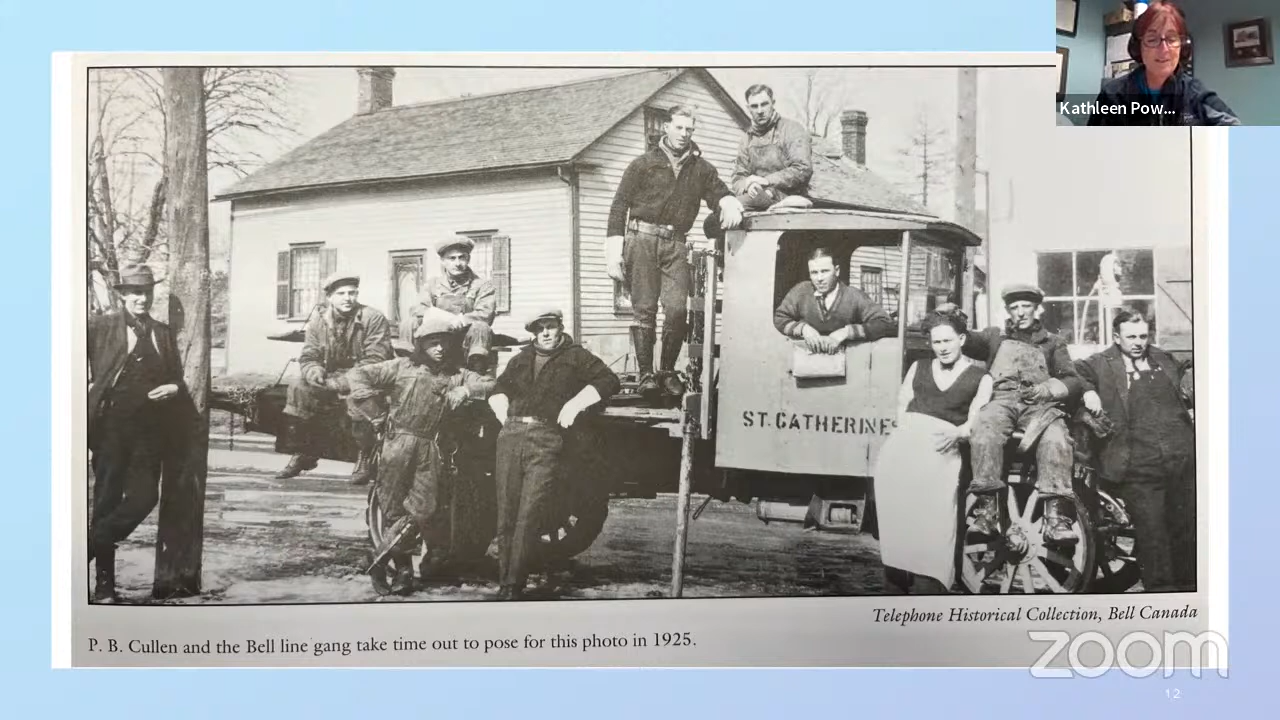 Kathleen Pow...
ST. CATHERINES
Telephone Historical Collection, Bell Canada
P. B. Cullen and the Bell line gang take time out to pose for this photo in 1925.
zoom
12